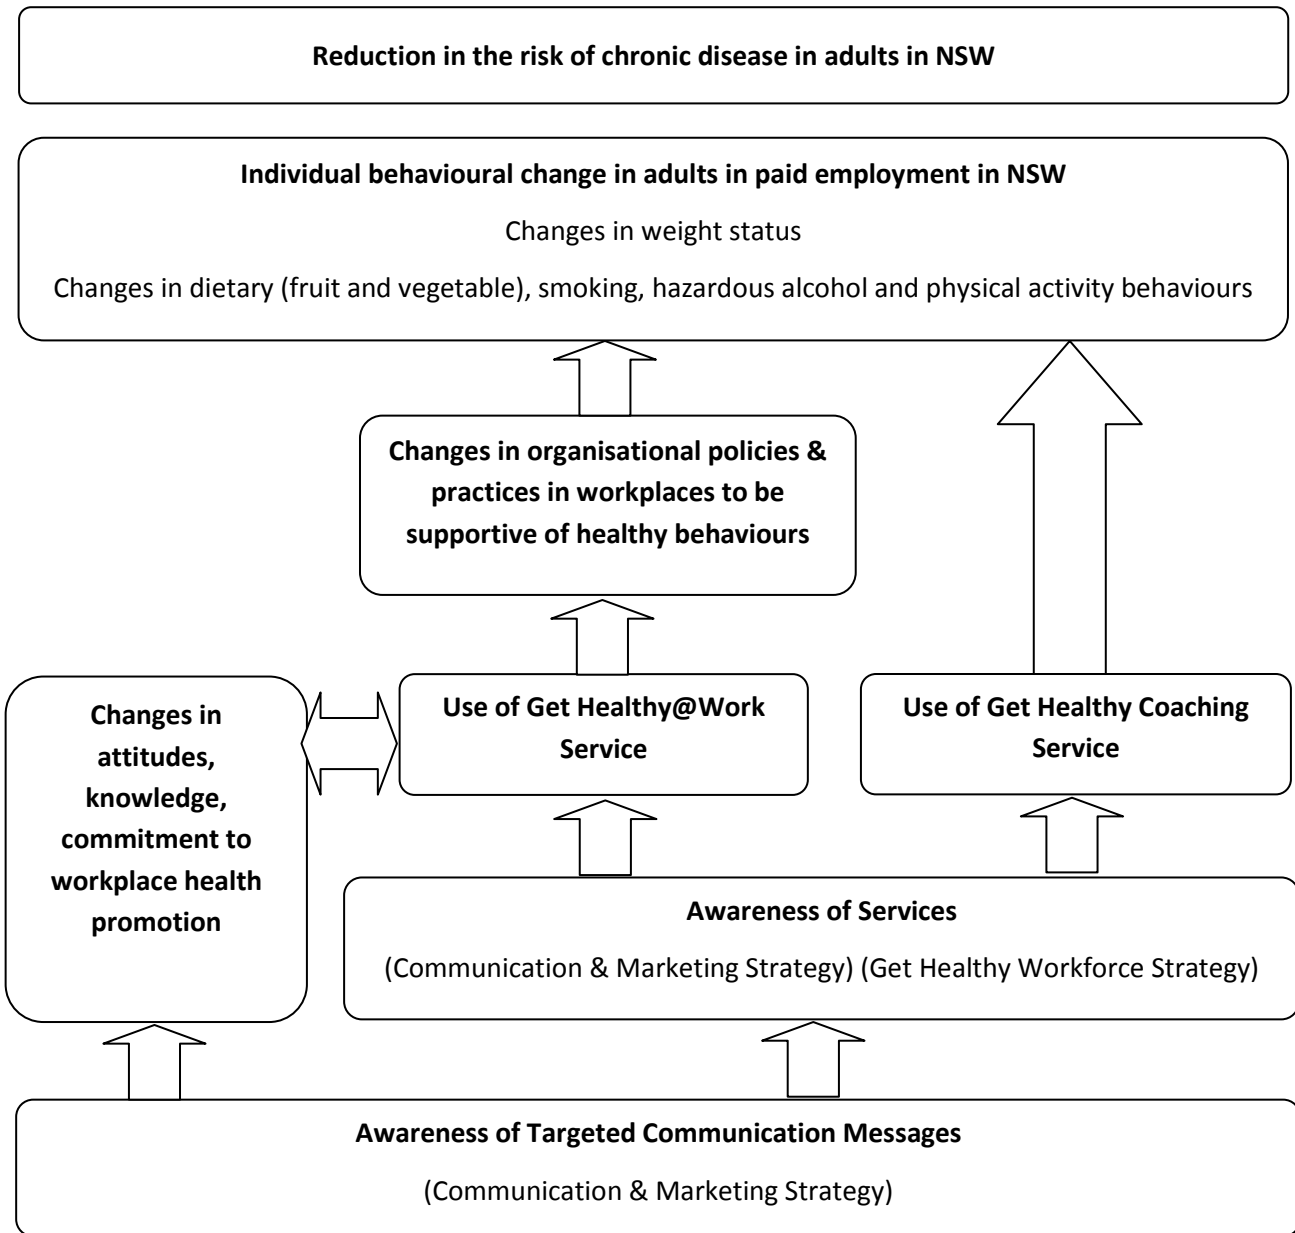 Reduction in the risk of chronic disease in adults in NSW
Individual behavioural change in adults in paid employment in NSW
Changes in weight status
Changes in dietary (fruit and vegetable), smoking, hazardous alcohol and physical activity behaviours
Changes in organisational policies &
practices in workplaces to be
supportive of healthy behaviours
Changes in
attitudes,
knowledge,
commitment to
workplace health
promotion
Use of Get Healthy@Work
Service
Use of Get Healthy Coaching
Service
Awareness of Services
(Communication & Marketing Strategy) (Get Healthy Workforce Strategy)
Awareness of Targeted Communication Messages
(Communication & Marketing Strategy)